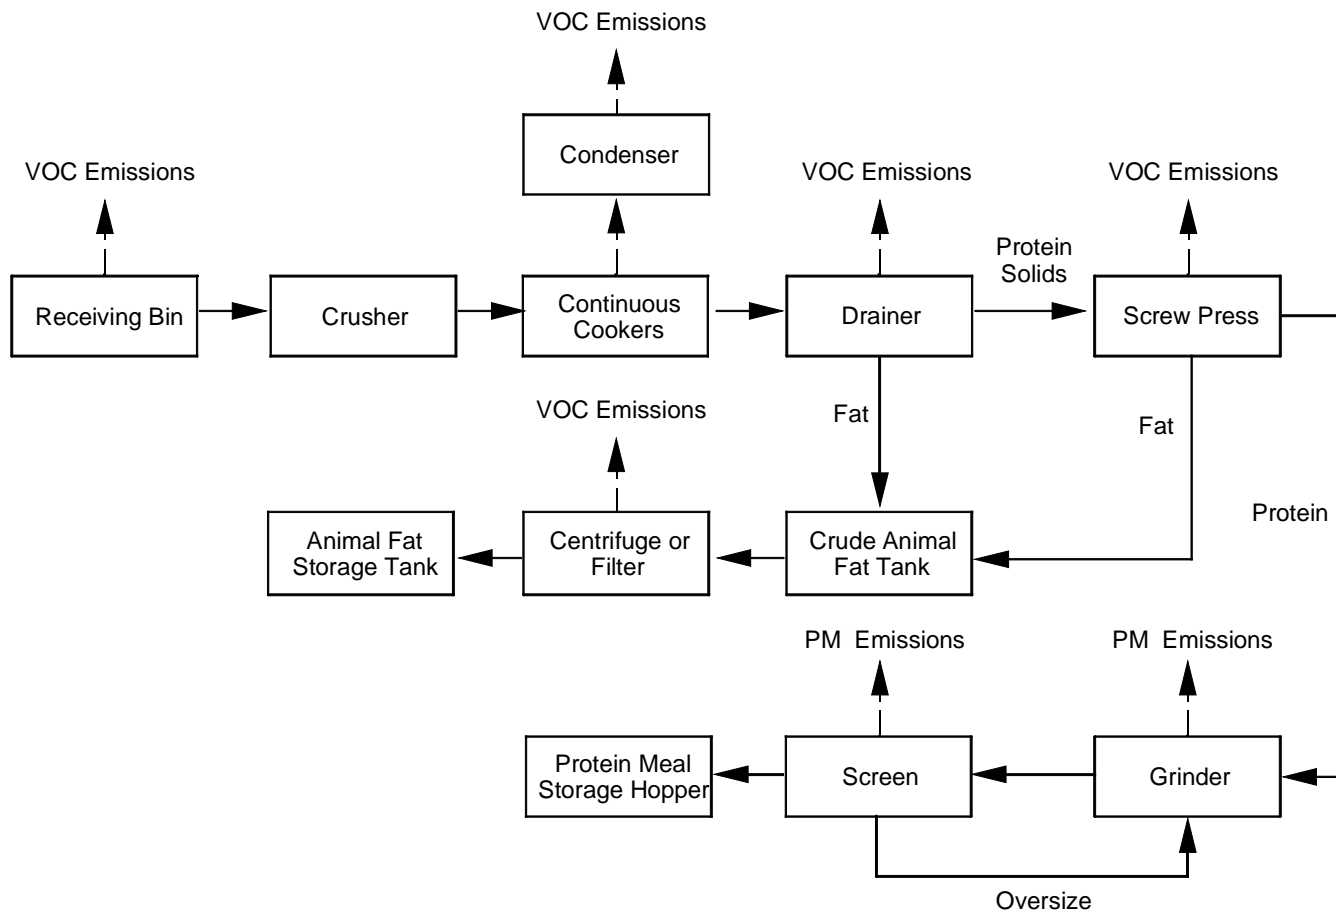 VOC Emissions
Condenser
VOC Emissions
VOC Emissions
VOC Emissions
Receiving Bin
Crusher
Continuous
Cookers
Drainer
Protein
Solids
Screw Press
VOC Emissions
Fat
Fat
Protein
Animal Fat
Storage Tank
Centrifuge or
Filter
Crude Animal
Fat Tank
PM  Emissions
PM  Emissions
Protein Meal
Storage Hopper
Screen
Grinder
Oversize